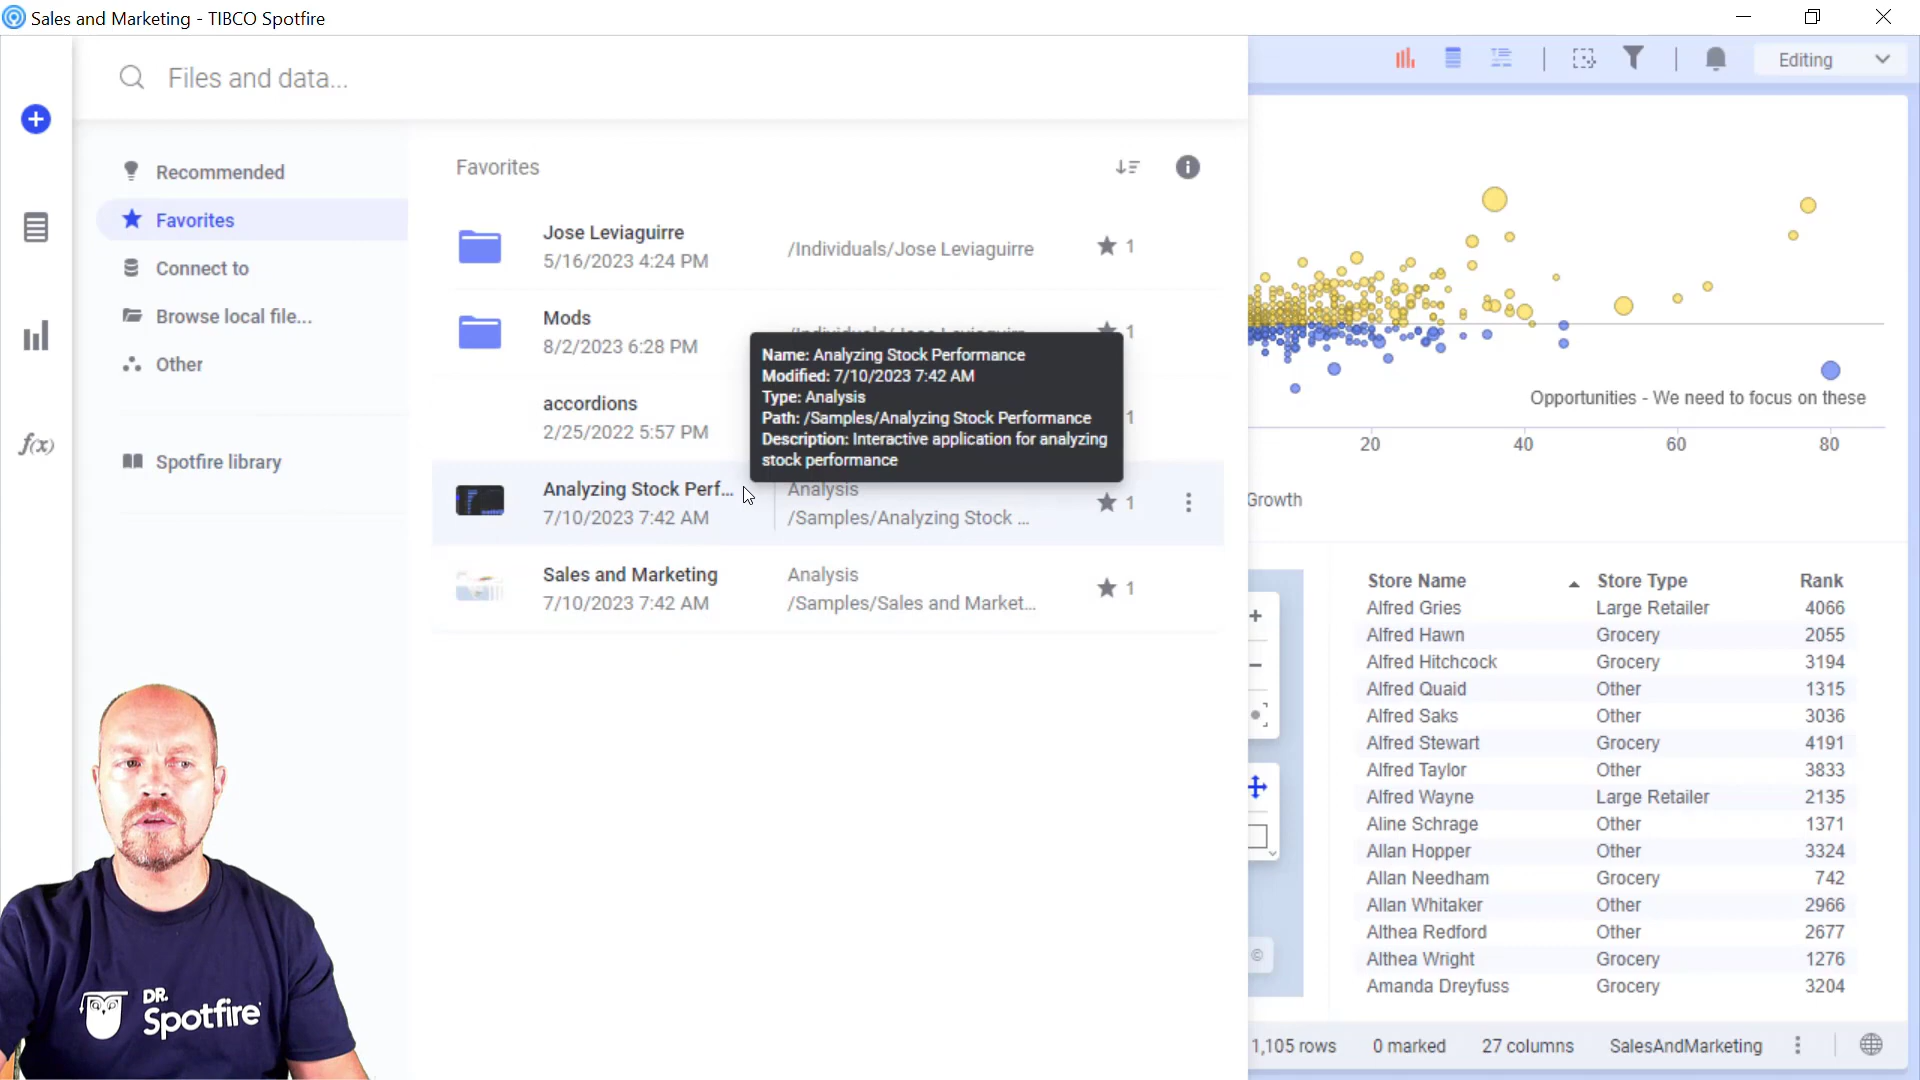 Sales and Marketing - TIBCO Spotfire
Files and data...
Editing
Recommended
Favorites
Connect to
Browse local file...
Other
Spotfire library
f(x)
Favorites
Jose Leviaguirre
5/16/2023 4:24 PM
/Individuals/Jose Leviaguirre
1
Mods
8/2/2023 6:28 PM
1
accordions
2/25/2022 5:57 PM
1
Name: Analyzing Stock Performance
Modified: 7/10/2023 7:42 AM
Type: Analysis
Path: /Samples/Analyzing Stock Performance
Description: Interactive application for analyzing
stock performance
Analyzing Stock Perf...
7/10/2023 7:42 AM
Analysis
/Samples/Analyzing Stock ...
1
Sales and Marketing
7/10/2023 7:42 AM
Analysis
/Samples/Sales and Market...
1
Opportunities - We need to focus on these
20 40 60 80
Growth
Store Name Store Type Rank
Alfred Gries Large Retailer 4066
Alfred Hawn Grocery 2055
Alfred Hitchcock Grocery 3194
Alfred Quaid Other 1315
Alfred Saks Other 3036
Alfred Stewart Grocery 4191
Alfred Taylor Other 3833
Alfred Wayne Large Retailer 2135
Aline Schrage Other 1371
Allan Hopper Other 3324
Allan Needham Grocery 742
Allan Whitaker Other 2966
Althea Redford Other 2677
Althea Wright Grocery 1276
Amanda Dreyfuss Grocery 3204
©
1,105 rows 0 marked 27 columns SalesAndMarketing
DR.
Spotfire